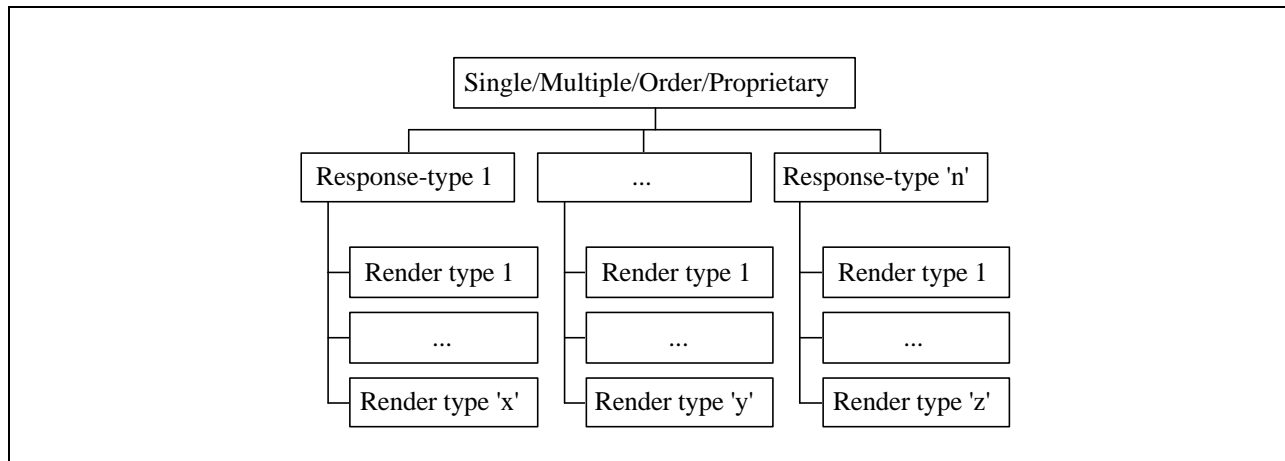 Single/Multiple/Order/Proprietary
Response-type 1
...
Response-type 'n'
Render type 1
Render type 1
Render type 1
...
...
...
Render type 'x'
Render type 'y'
Render type 'z'